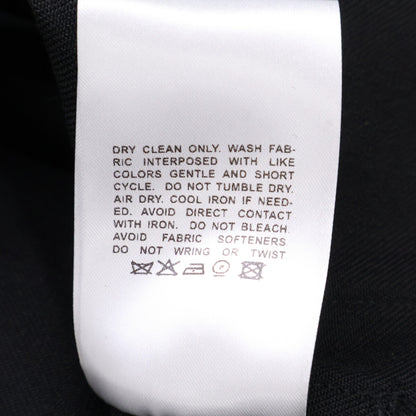 DRY CLEAN ONLY. WASH FAB-
RIC INTERPOSED WITH LIKE
COLORS GENTLE AND SHORT
CYCLE. DO NOT TUMBLE DRY.
AIR DRY. COOL IRON IF NEED-
ED. AVOID DIRECT CONTACT
WITH IRON. DO NOT BLEACH.
AVOID FABRIC SOFTENERS
DO NOT WRING OR TWIST